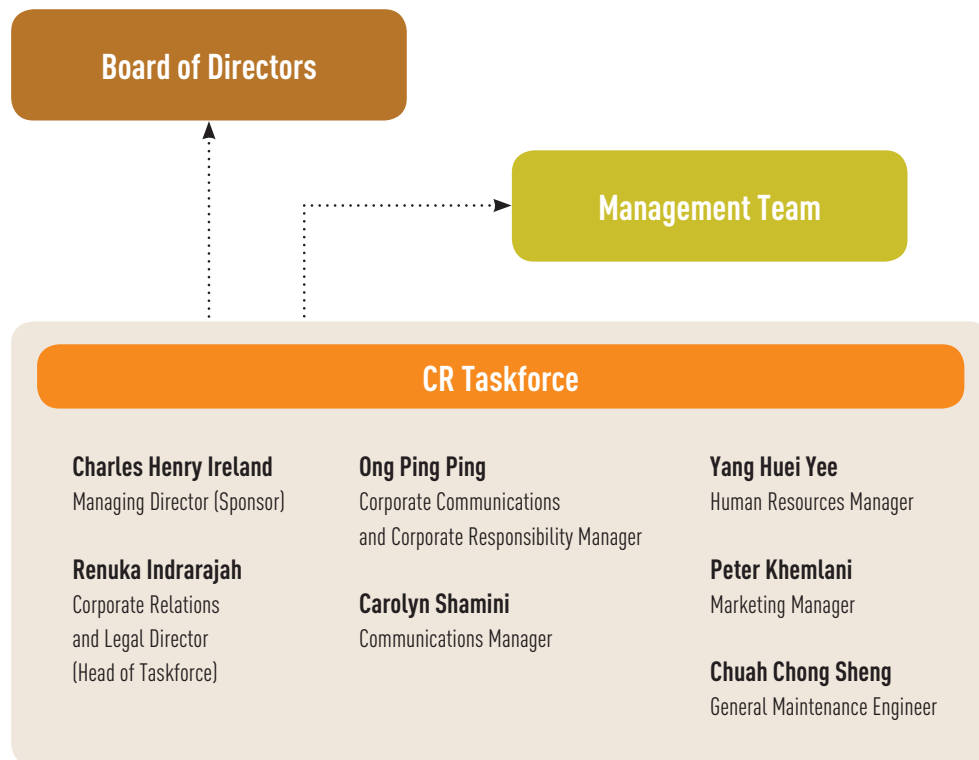 Board of Directors
Management Team
CR Taskforce
Charles Henry Ireland
Managing Director (Sponsor)
Renuka Indrarajah
Corporate Relations
and Legal Director
(Head of Taskforce)
Ong Ping Ping
Corporate Communications
and Corporate Responsibility Manager
Carolyn Shamini
Communications Manager
Yang Huei Yee
Human Resources Manager
Peter Khemlani
Marketing Manager
Chuah Chong Sheng
General Maintenance Engineer